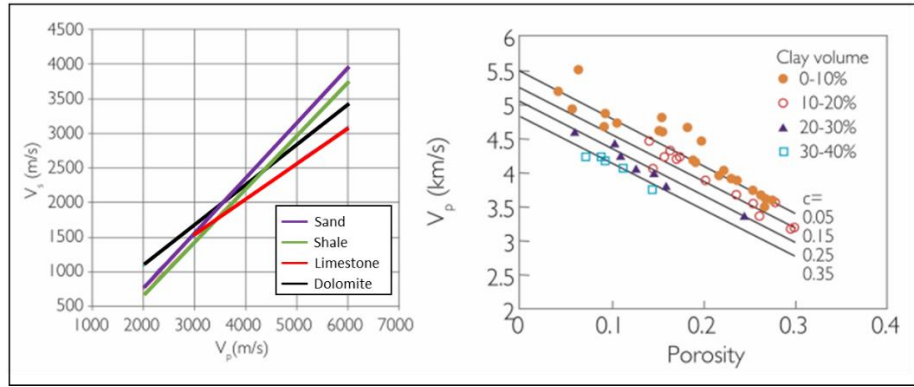 4500
4000
3500
3000
2500
2000
1500
1000
500
V_s (m/s)
1000 2000 3000 4000 5000 6000 7000
V_p(m/s)
Sand
Shale
Limestone
Dolomite
6
5.5
5
4.5
4
3.5
3
2.5
2
V_p (km/s)
0 0.1 0.2 0.3 0.4
Porosity
Clay volume
0-10%
10-20%
20-30%
30-40%
c=
0.05
0.15
0.25
0.35